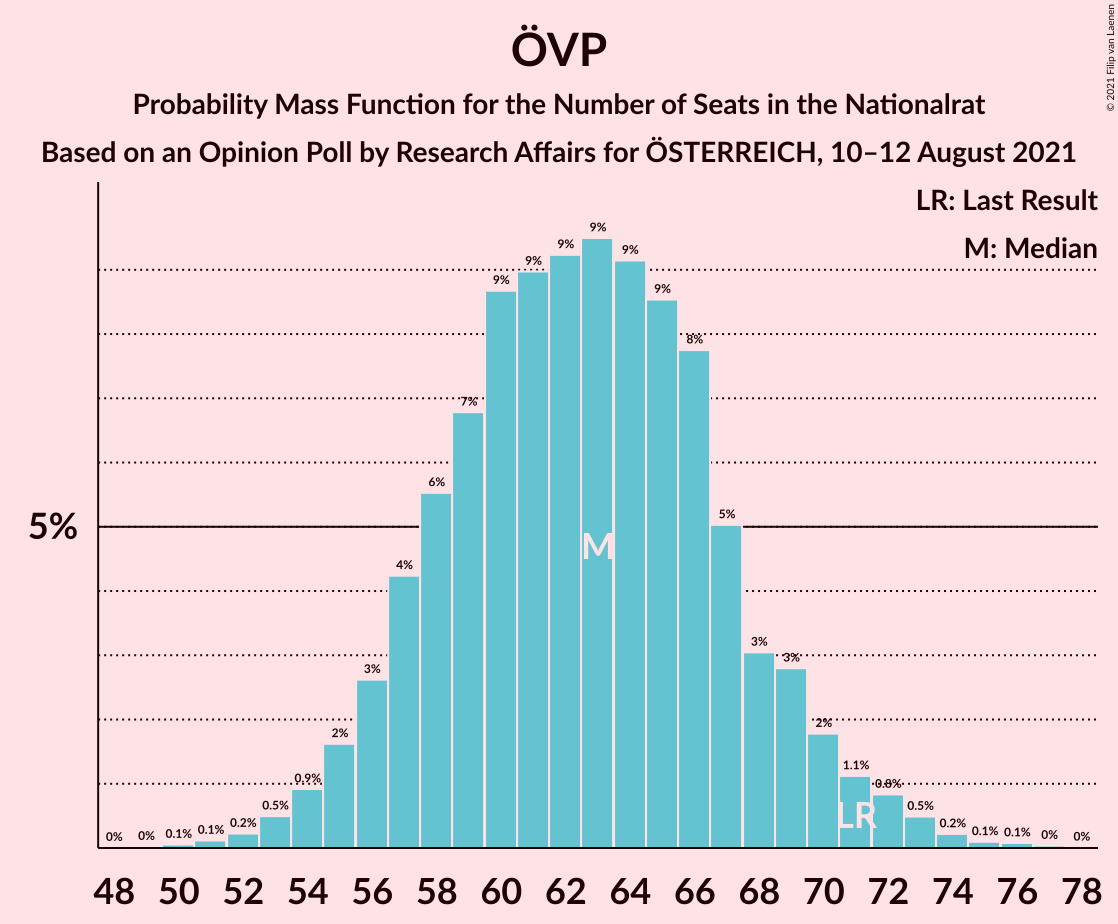 ÖVP
Probability Mass Function for the Number of Seats in the Nationalrat
Based on an Opinion Poll by Research Affairs for ÖSTERREICH, 10–12 August 2021
© 2021 Filip van Laenen
LR: Last Result
M: Median
5%
0% 0% 0.1% 0.1% 0.2% 0.5% 0.9% 2% 3% 4% 6% 7% 9% 9% 9% 9% 9% 9% 8% 5% 3% 3% 2% 1.1% 0.8% 0.5% 0.2% 0.1% 0.1% 0% 0%
M
LR
48 50 52 54 56 58 60 62 64 66 68 70 72 74 76 78